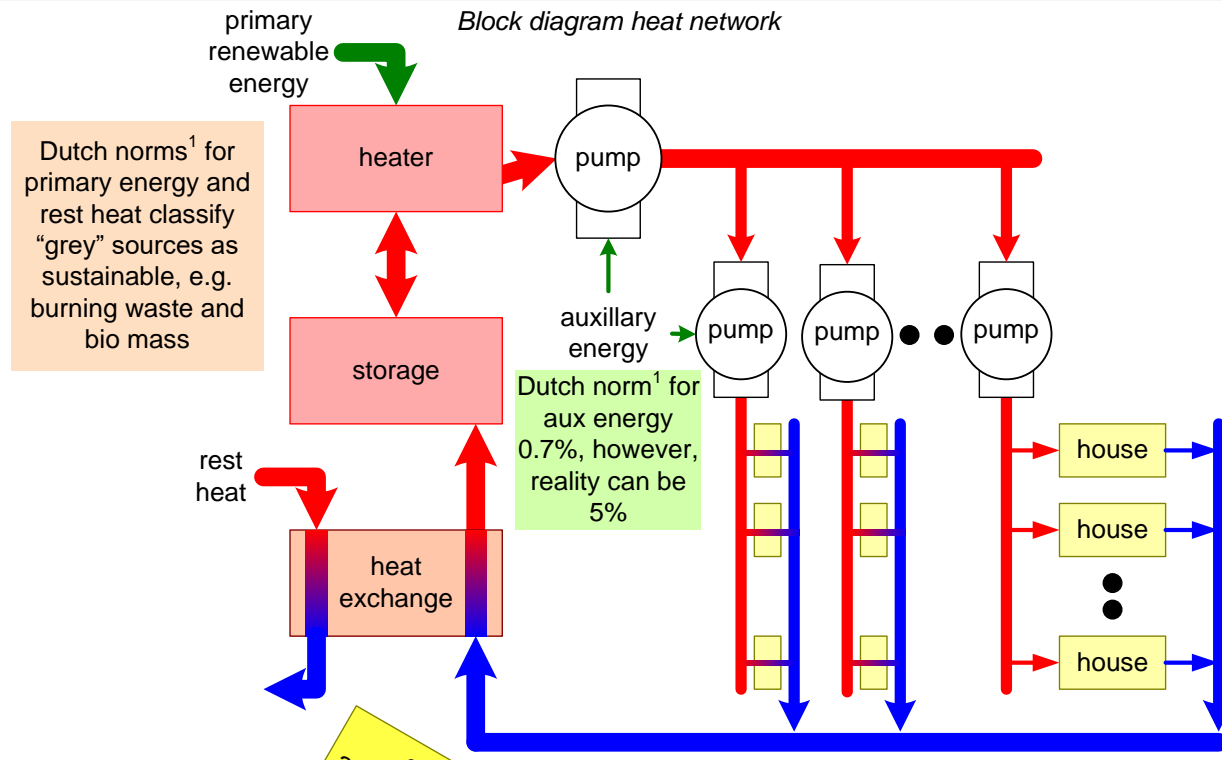 Block diagram heat network
primary
renewable
energy
Dutch norms¹ for
primary energy and
rest heat classify
“grey” sources as
sustainable, e.g.
burning waste and
bio mass
heater
pump
storage
auxillary
energy
pump
pump
pump
Dutch norm¹ for
aux energy
0.7%, however,
reality can be
5%
rest
heat
heat
exchange
house
house
house